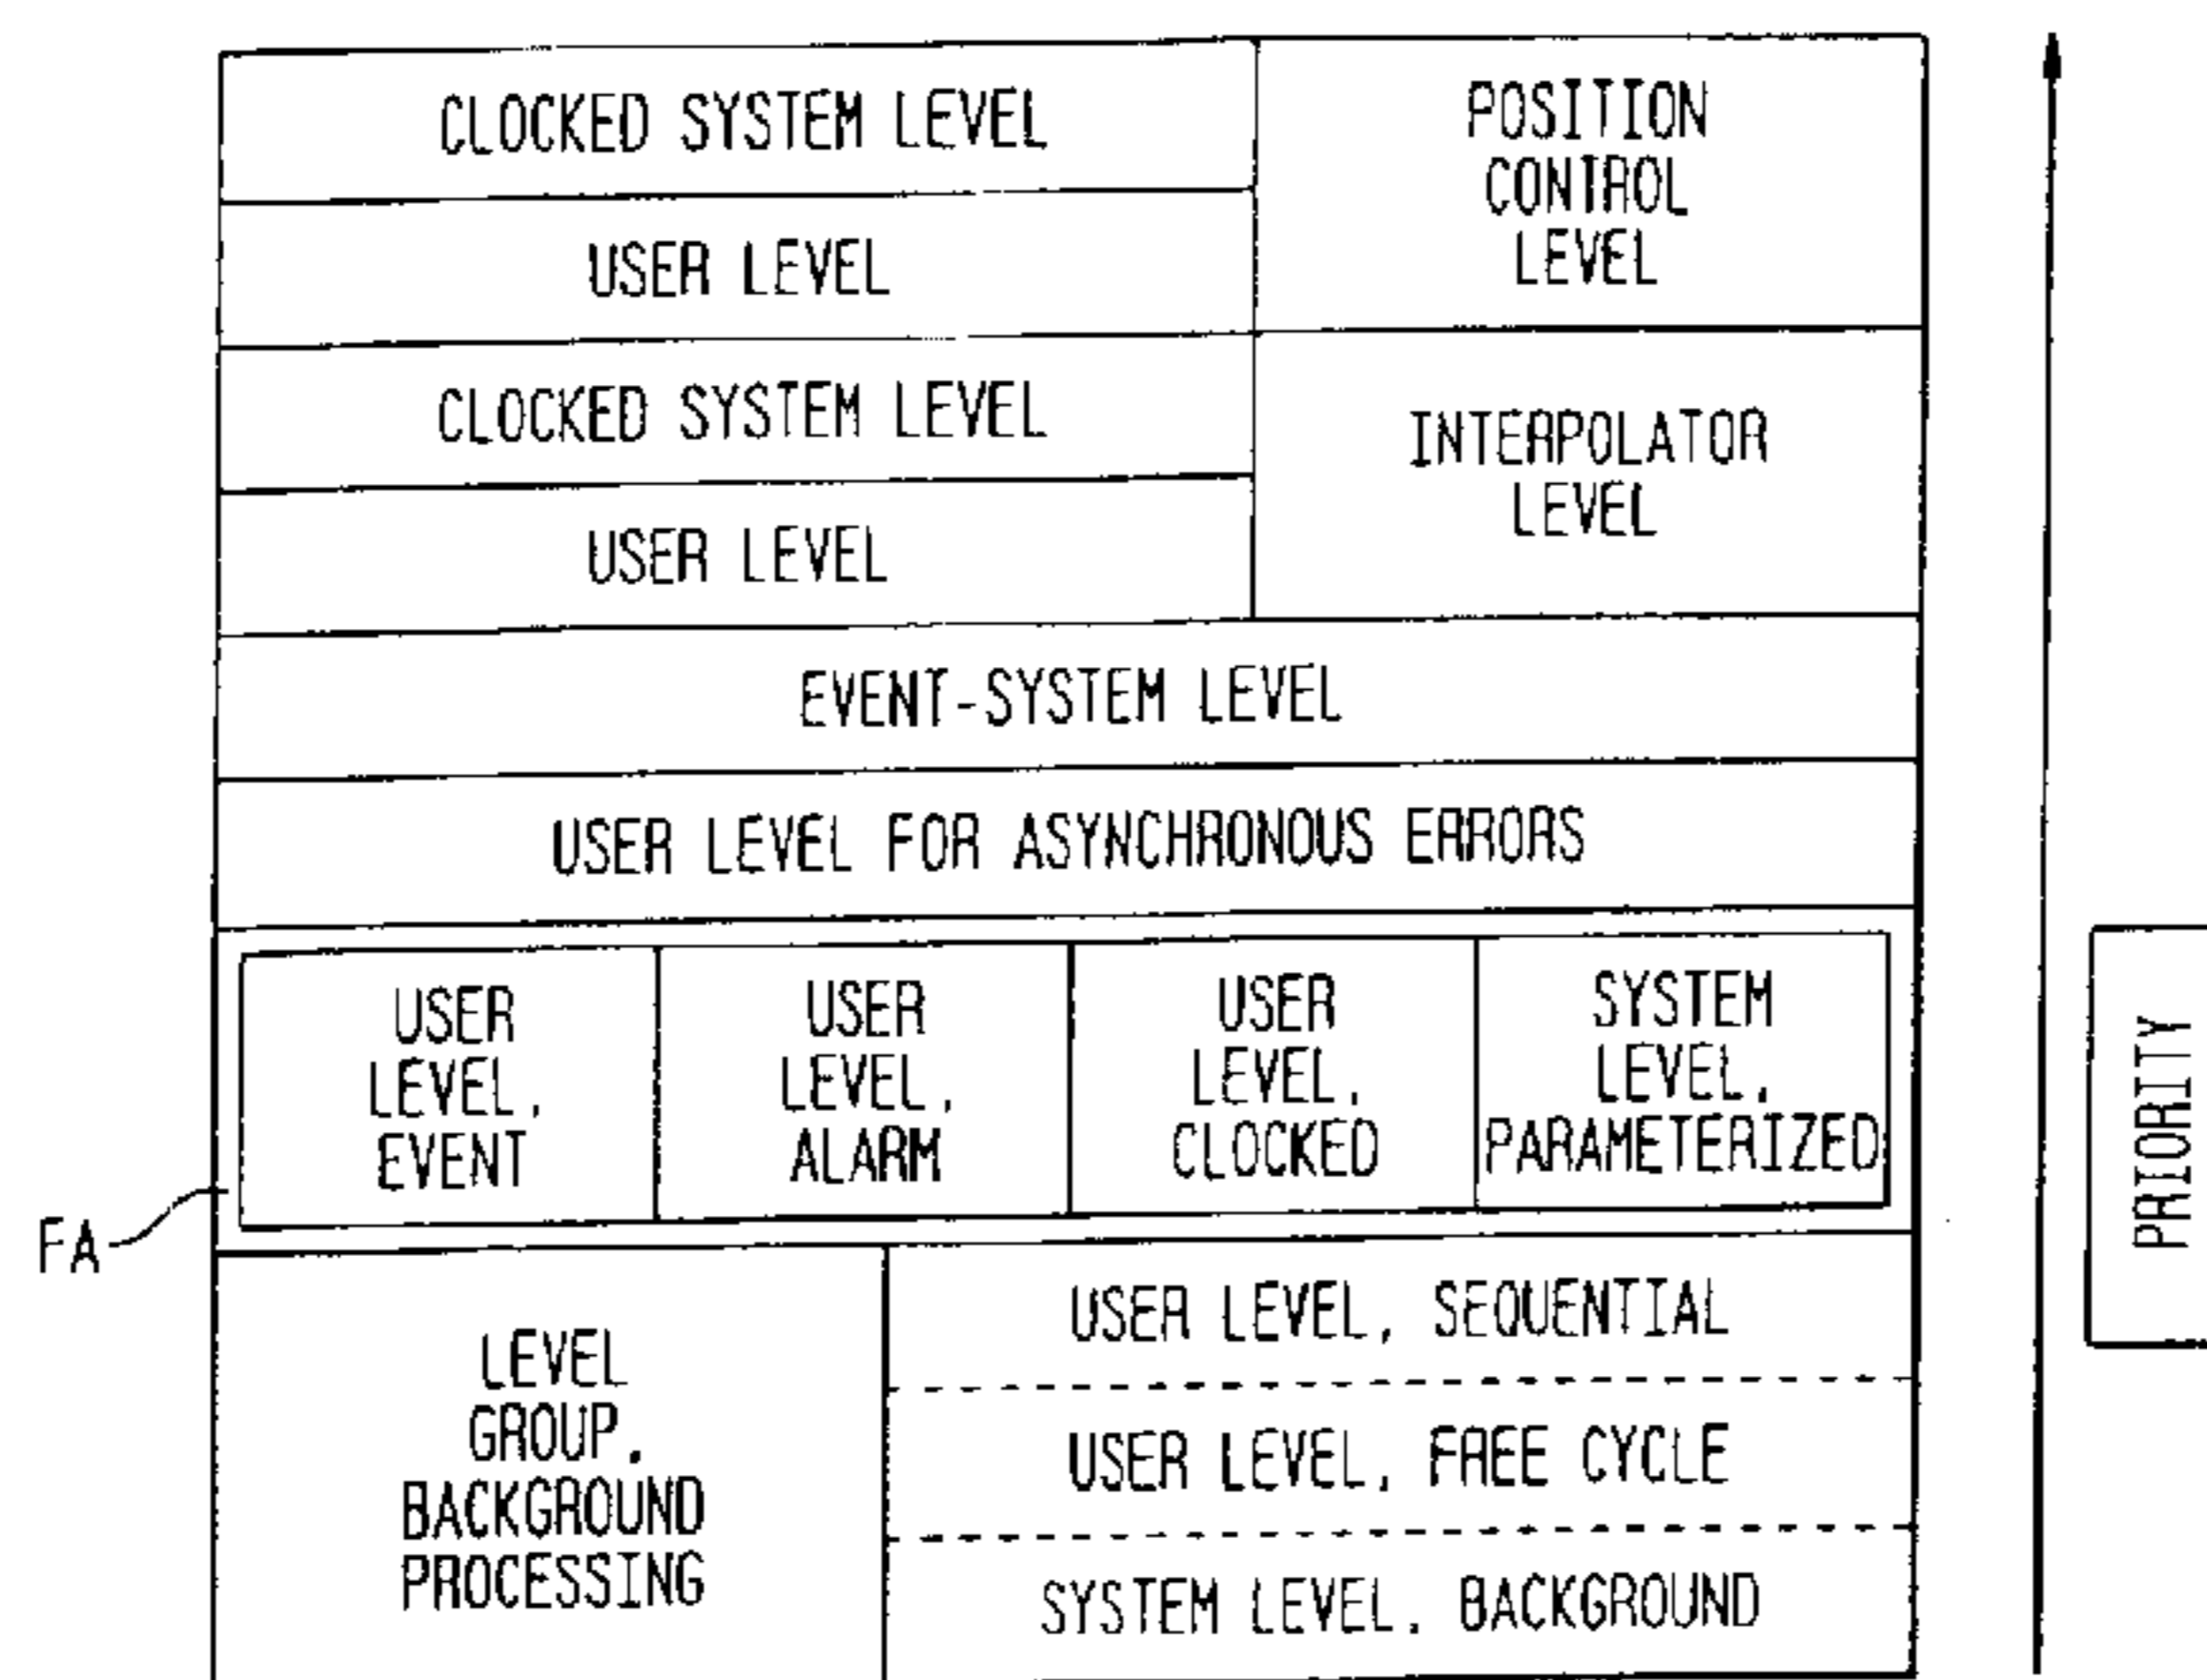 CLOCKED SYSTEM LEVEL
POSITION
CONTROL
LEVEL
USER LEVEL
CLOCKED SYSTEM LEVEL
INTERPOLATOR
LEVEL
USER LEVEL
EVENT-SYSTEM LEVEL
USER LEVEL FOR ASYNCHRONOUS ERRORS
USER
LEVEL,
EVENT
USER
LEVEL,
ALARM
USER
LEVEL,
CLOCKED
SYSTEM
LEVEL,
PARAMETERIZED
PRIORITY
FA
LEVEL
GROUP,
BACKGROUND
PROCESSING
USER LEVEL, SEQUENTIAL
USER LEVEL, FREE CYCLE
SYSTEM LEVEL, BACKGROUND